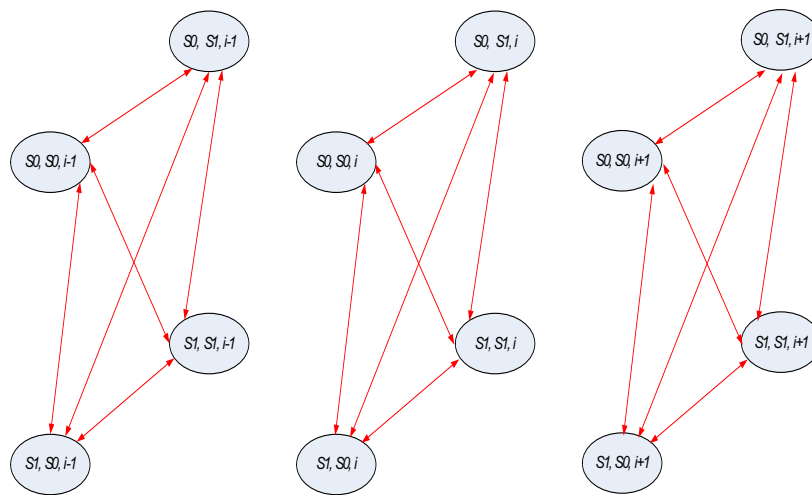 S0, S1, i-1
S0, S1, i
S0, S1, i+1
S0, S0, i-1
S0, S0, i
S0, S0, i+1
S1, S1, i-1
S1, S1, i
S1, S1, i+1
S1, S0, i-1
S1, S0, i
S1, S0, i+1